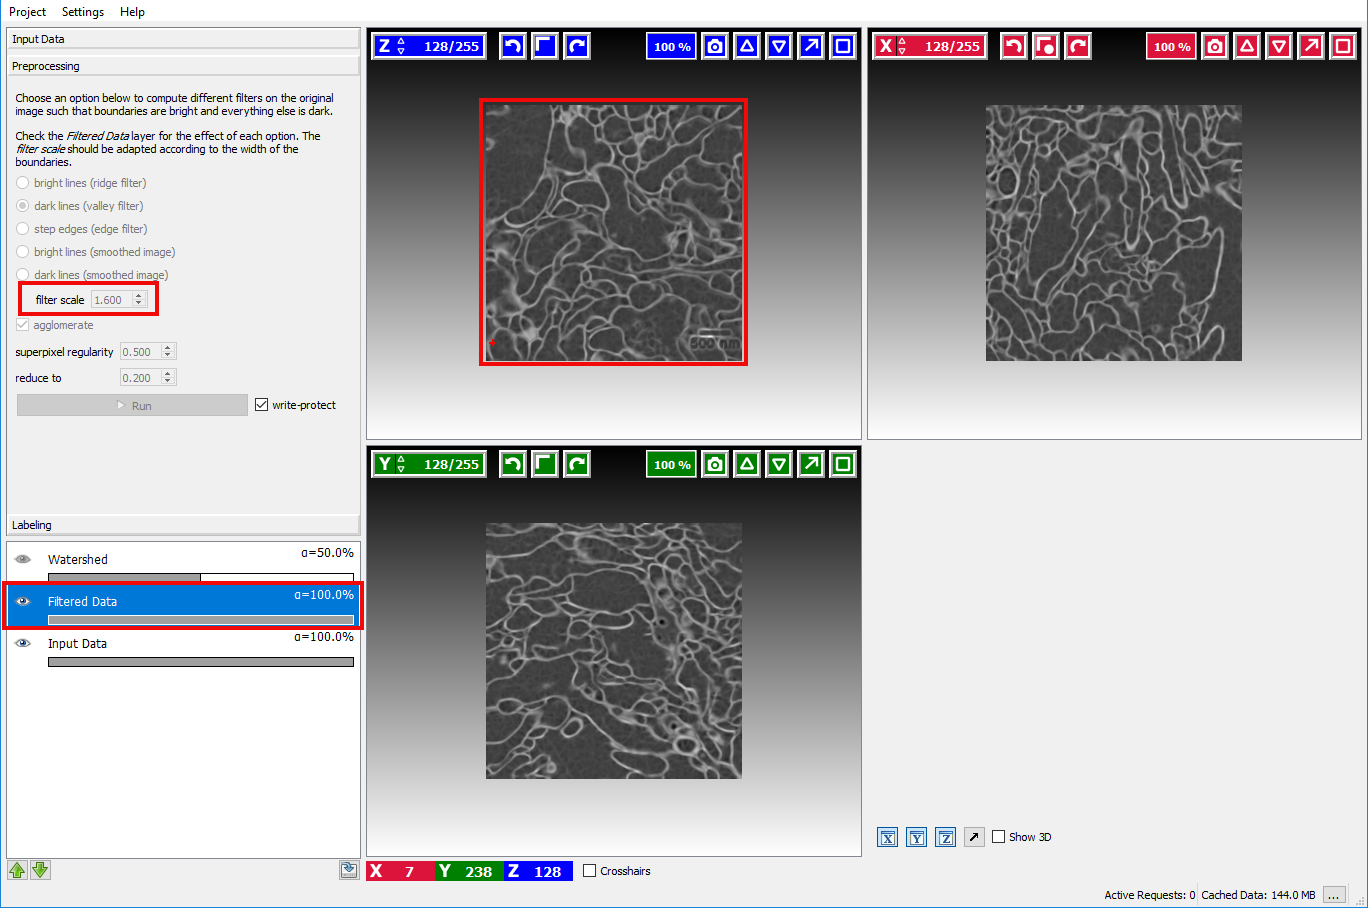 Project Settings Help
Input Data
Preprocessing
Choose an option below to compute different filters on the original
image such that boundaries are bright and everything else is dark.
Check the Filtered Data layer for the effect of each option. The
filter scale should be adapted according to the width of the
boundaries.
bright lines (ridge filter)
dark lines (valley filter)
step edges (edge filter)
bright lines (smoothed image)
dark lines (smoothed image)
filter scale 1.600
agglomerate
superpixel regularity 0.500
reduce to 0.200
Run write-protect
Labeling
Watershed α=50.0%
Filtered Data α=100.0%
Input Data α=100.0%
Z 128/255 100 %
500 nm
X 128/255 100 %
Y 128/255 100 %
X Y Z Show 3D
X 7 Y 238 Z 128 Crosshairs
Active Requests: 0 Cached Data: 144.0 MB ...